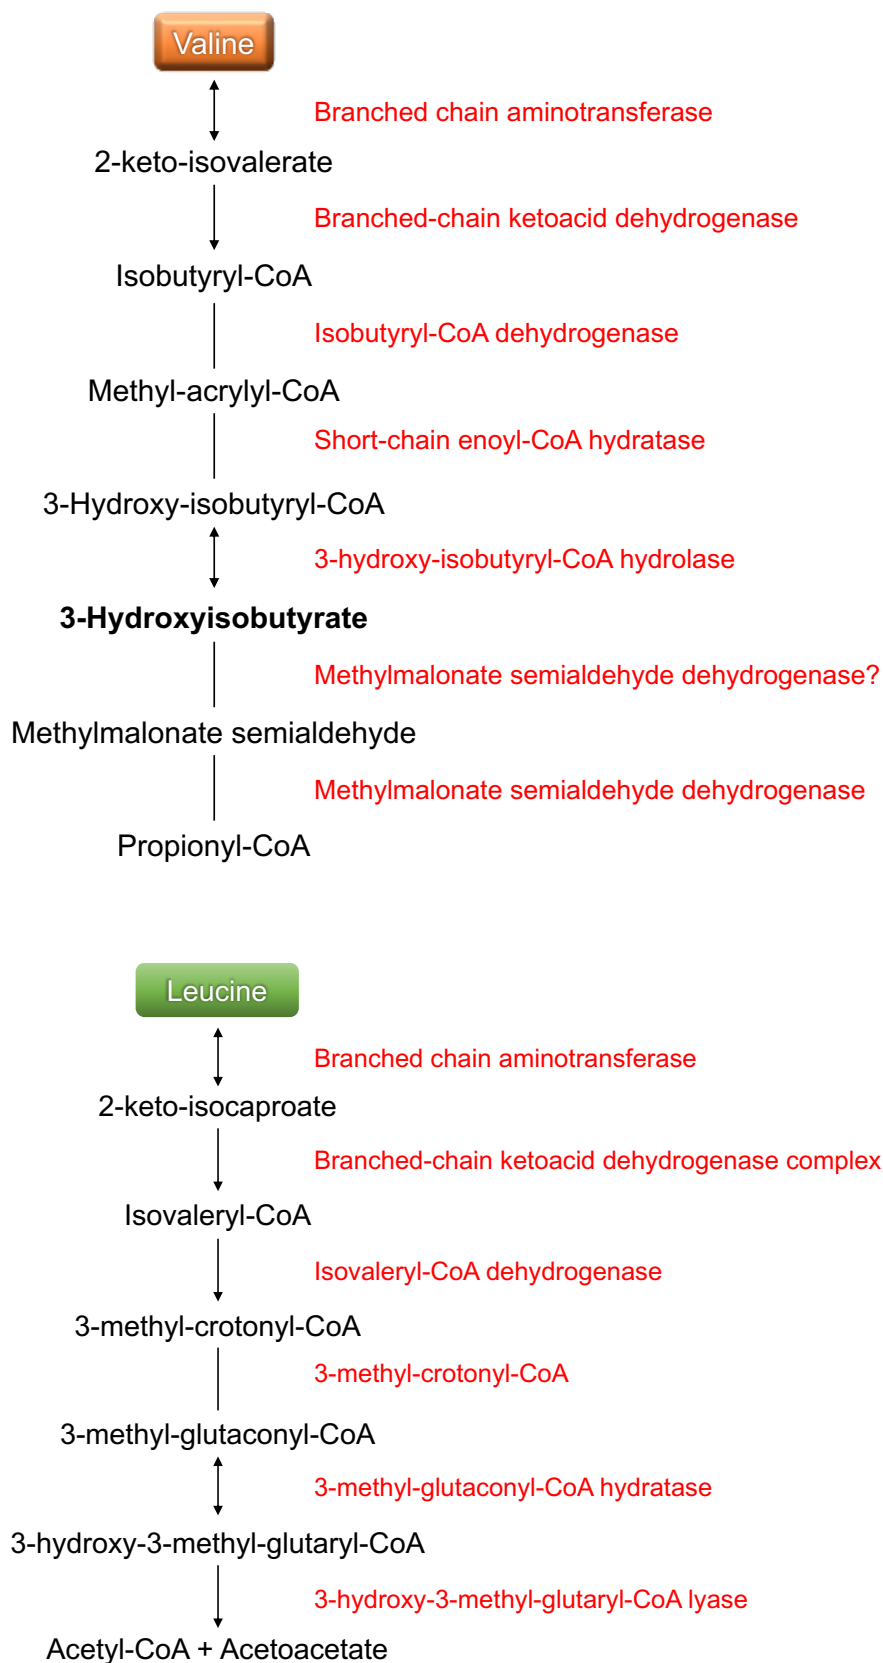 Valine
Branched chain aminotransferase
2-keto-isovalerate
Branched-chain ketoacid dehydrogenase
Isobutyryl-CoA
Isobutyryl-CoA dehydrogenase
Methyl-acrylyl-CoA
Short-chain enoyl-CoA hydratase
3-Hydroxy-isobutyryl-CoA
3-hydroxy-isobutyryl-CoA hydrolase
3-Hydroxyisobutyrate
Methylmalonate semialdehyde dehydrogenase?
Methylmalonate semialdehyde
Methylmalonate semialdehyde dehydrogenase
Propionyl-CoA
Leucine
Branched chain aminotransferase
2-keto-isocaproate
Branched-chain ketoacid dehydrogenase complex
Isovaleryl-CoA
Isovaleryl-CoA dehydrogenase
3-methyl-crotonyl-CoA
3-methyl-crotonyl-CoA
3-methyl-glutaconyl-CoA
3-methyl-glutaconyl-CoA hydratase
3-hydroxy-3-methyl-glutaryl-CoA
3-hydroxy-3-methyl-glutaryl-CoA lyase
Acetyl-CoA + Acetoacetate